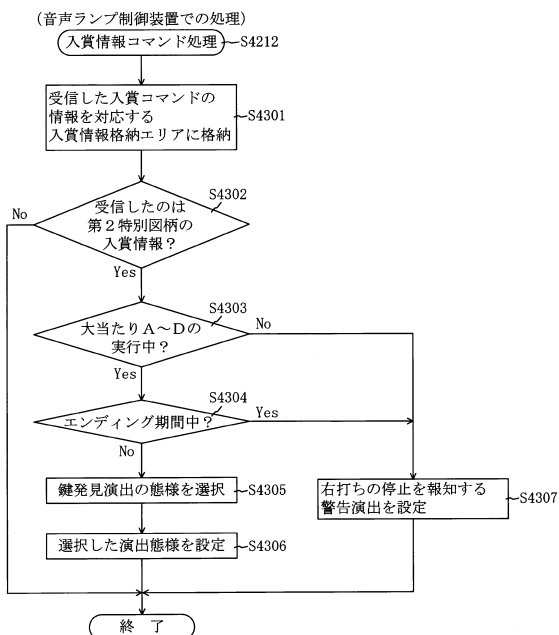 (音声ランプ制御装置での処理)
入賞情報コマンド処理
S4212
受信した入賞コマンドの
情報を対応する
入賞情報格納エリアに格納
S4301
S4302
受信したのは
第2特別図柄の
入賞情報?
No
Yes
S4303
大当たりA~Dの
実行中?
No
Yes
S4304
エンディング期間中?
Yes
No
鍵発見演出の態様を選択
S4305
右打ちの停止を報知する
警告演出を設定
S4307
選択した演出態様を設定
S4306
終 了